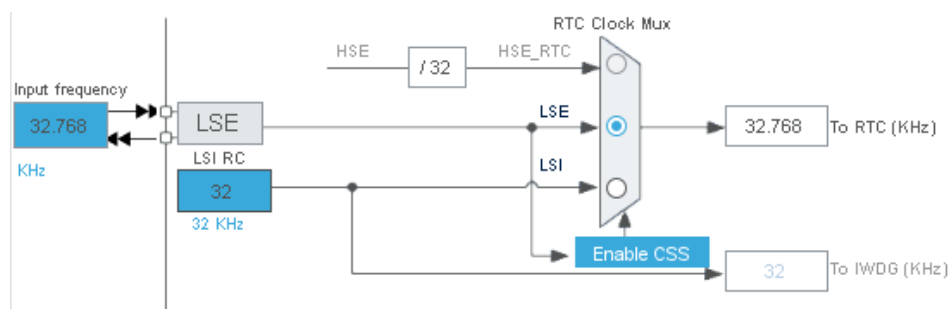 RTC Clock Mux
HSE
/ 32
HSE_RTC
Input frequency
32.768
KHz
LSE
LSE
32.768
To RTC (KHz)
LSI RC
32
32 KHz
LSI
Enable CSS
32
To IWDG (KHz)